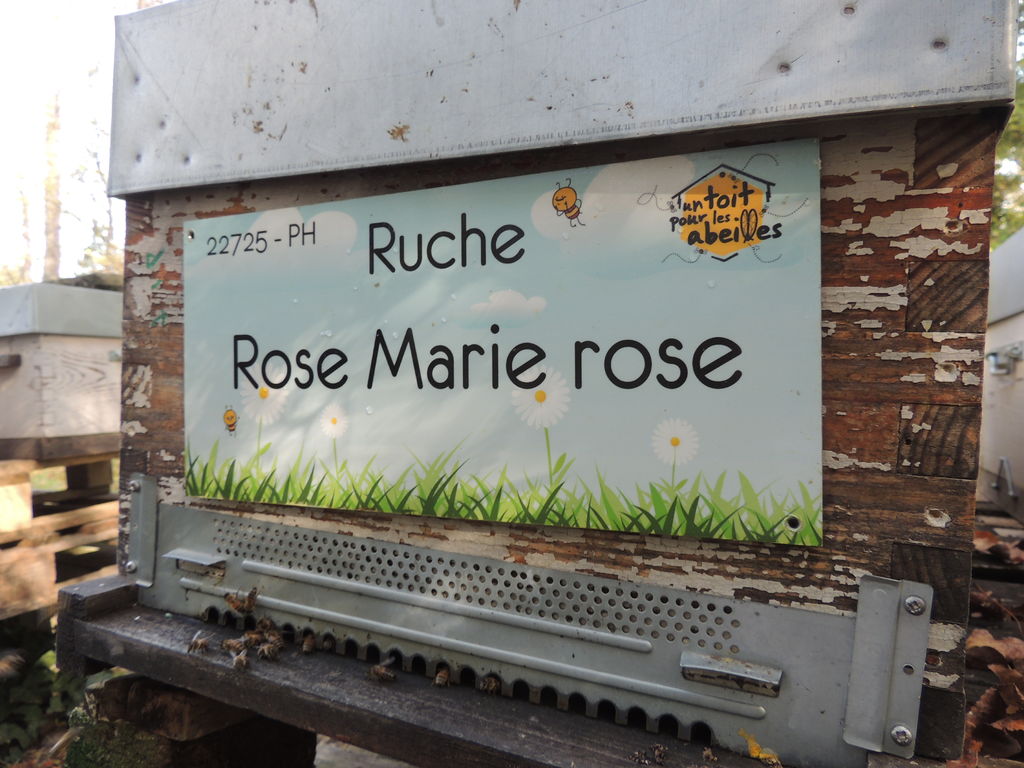 22725 - PH
Ruche
un toit
pour les
abeilles
Rose Marie rose